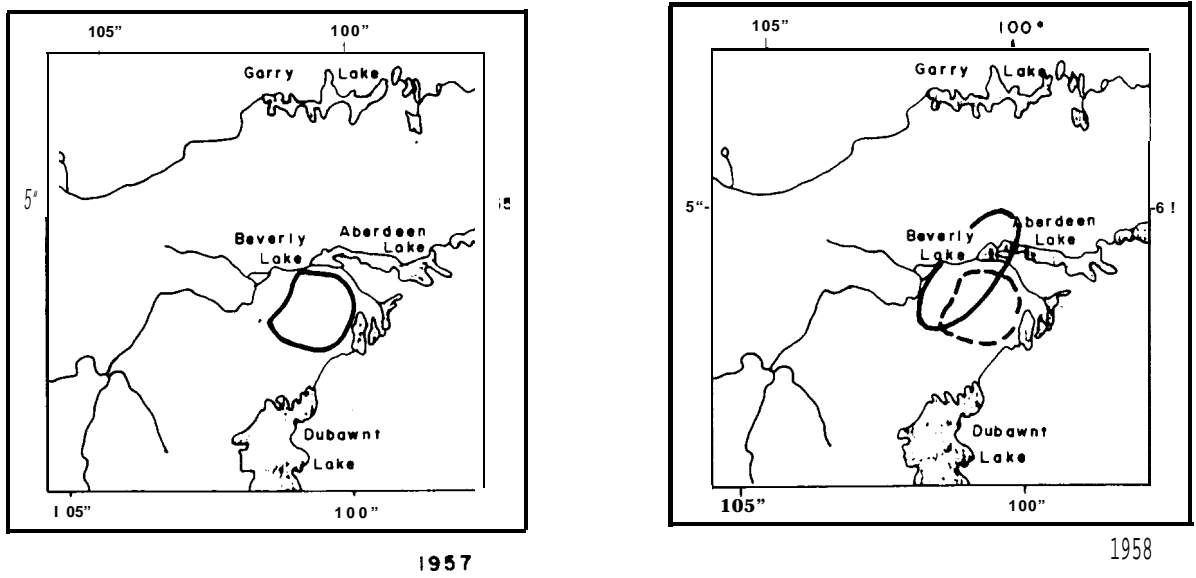 105" 100"
Garry Lake
5"
Beverly Aberdeen
Lake Lake
Dubawnt
Lake
105" 100"
1957
105" 100°
Garry Lake
5"- -6!
Beverly Aberdeen
Lake Lake
Dubawnt
Lake
105" 100"
1958